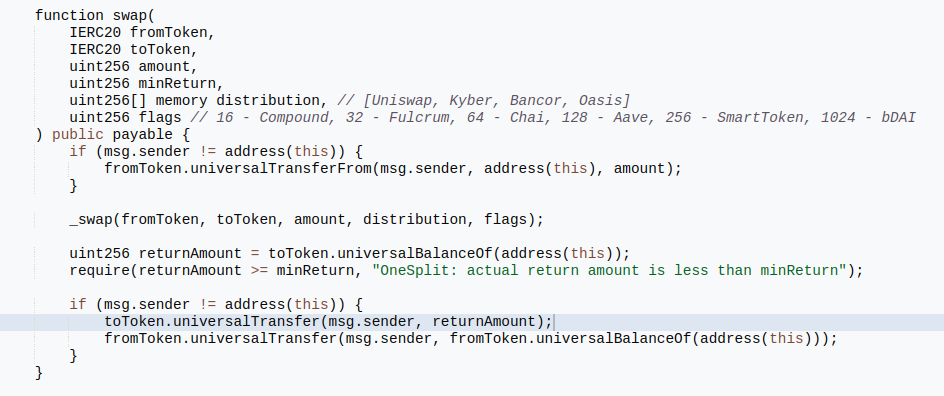 function swap(
IERC20 fromToken,
IERC20 toToken,
uint256 amount,
uint256 minReturn,
uint256[] memory distribution, // [Uniswap, Kyber, Bancor, Oasis]
uint256 flags // 16 - Compound, 32 - Fulcrum, 64 - Chai, 128 - Aave, 256 - SmartToken, 1024 - bDAI
) public payable {
if (msg.sender != address(this)) {
fromToken.universalTransferFrom(msg.sender, address(this), amount);
}
_swap(fromToken, toToken, amount, distribution, flags);
uint256 returnAmount = toToken.universalBalanceOf(address(this));
require(returnAmount >= minReturn, "OneSplit: actual return amount is less than minReturn");
if (msg.sender != address(this)) {
toToken.universalTransfer(msg.sender, returnAmount);
fromToken.universalTransfer(msg.sender, fromToken.universalBalanceOf(address(this)));
}
}